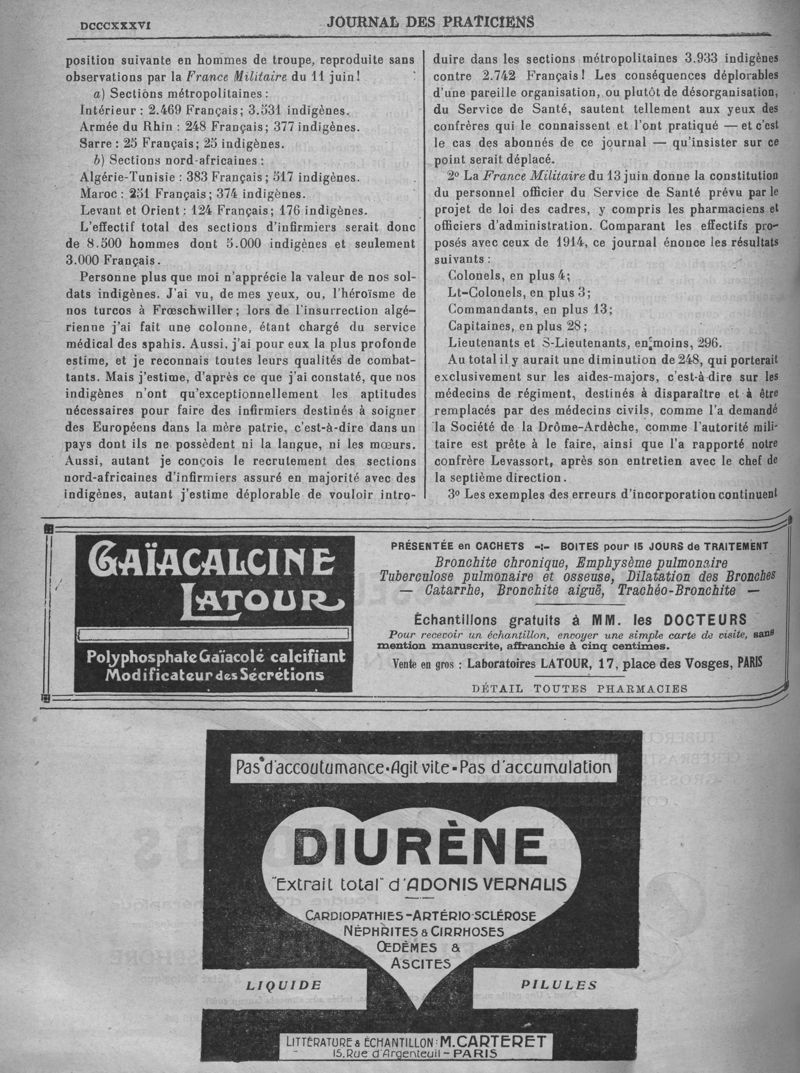 DCCCXXXVI
JOURNAL DES PRATICIENS
position suivante en hommes de troupe, reproduite sans
observations par la France Militaire du 11 juin!
a) Sections métropolitaines:
Intérieur : 2.469 Français; 3.531 indigènes.
Armée du Rhin : 248 Français; 377 indigènes.
Sarre : 25 Français; 25 indigènes.
b) Sections nord-africaines :
Algérie-Tunisie : 383 Français; 517 indigènes.
Maroc : 251 Français; 374 indigènes.
Levant et Orient : 124 Français; 176 indigènes.
L'effectif total des sections d'infirmiers serait donc
de 8.500 hommes dont 5.000 indigènes et seulement
3.000 Français.
Personne plus que moi n'apprécie la valeur de nos sol-
dats indigènes. J'ai vu, de mes yeux, ou, l'héroïsme de
nos turcos à Frœschwiller; lors de l'insurrection algé-
rienne j'ai fait une colonne, étant chargé du service
médical des spahis. Aussi, j'ai pour eux la plus profonde
estime, et je reconnais toutes leurs qualités de combat-
tants. Mais j'estime, d'après ce que j'ai constaté, que nos
indigènes n'ont qu'exceptionnellement les aptitudes
nécessaires pour faire des infirmiers destinés à soigner
des Européens dans la mère patrie, c'est-à-dire dans un
pays dont ils ne possèdent ni la langue, ni les mœurs.
Aussi, autant je conçois le recrutement des sections
nord-africaines d'infirmiers assuré en majorité avec des
indigènes, autant j'estime déplorable de vouloir intro-
duire dans les sections métropolitaines 3.933 indigènes
contre 2.742 Français! Les conséquences déplorables
d'une pareille organisation, ou plutôt de désorganisation,
du Service de Santé, sautent tellement aux yeux des
confrères qui le connaissent et l'ont pratiqué — et c'est
le cas des abonnés de ce journal — qu'insister sur ce
point serait déplacé.
2º La France Militaire du 13 juin donne la constitution
du personnel officier du Service de Santé prévu par le
projet de loi des cadres, y compris les pharmaciens et
officiers d'administration. Comparant les effectifs pro-
posés avec ceux de 1914, ce journal énonce les résultats
suivants :
Colonels, en plus 4;
Lt-Colonels, en plus 3;
Commandants, en plus 13;
Capitaines, en plus 28;
Lieutenants et S-Lieutenants, en moins, 296.
Au total il y aurait une diminution de 248, qui porterait
exclusivement sur les aides-majors, c'est-à-dire sur les
médecins de régiment, destinés à disparaître et à être
remplacés par des médecins civils, comme l'a demandé
la Société de la Drôme-Ardèche, comme l'autorité mili-
taire est prête à le faire, ainsi que l'a rapporté notre
confrère Levassort, après son entretien avec le chef de
la septième direction.
3º Les exemples des erreurs d'incorporation continuent
GAÏACALCINE
LATOUR
Polyphosphate Gaïacolé calcifiant
Modificateur des Sécrétions
PRÉSENTÉE en CACHETS -:- BOITES pour 15 JOURS de TRAITEMENT
Bronchite chronique, Emphysème pulmonaire
Tuberculose pulmonaire et osseuse, Dilatation des Bronches
— Catarrhe, Bronchite aiguë, Trachéo-Bronchite —
Échantillons gratuits à MM. les DOCTEURS
Pour recevoir un échantillon, envoyer une simple carte de visite, sans
mention manuscrite, affranchie à cinq centimes.
Vente en gros : Laboratoires LATOUR, 17, place des Vosges, PARIS
DÉTAIL TOUTES PHARMACIES
Pas d'accoutumance • Agit vite • Pas d'accumulation
DIURÈNE
"Extrait total" d'ADONIS VERNALIS
CARDIOPATHIES - ARTÉRIO-SCLÉROSE
NÉPHRITES & CIRRHOSES
ŒDÈMES &
ASCITES
LIQUIDE
PILULES
LITTÉRATURE & ÉCHANTILLON : M. CARTERET
15, Rue d'Argenteuil - PARIS